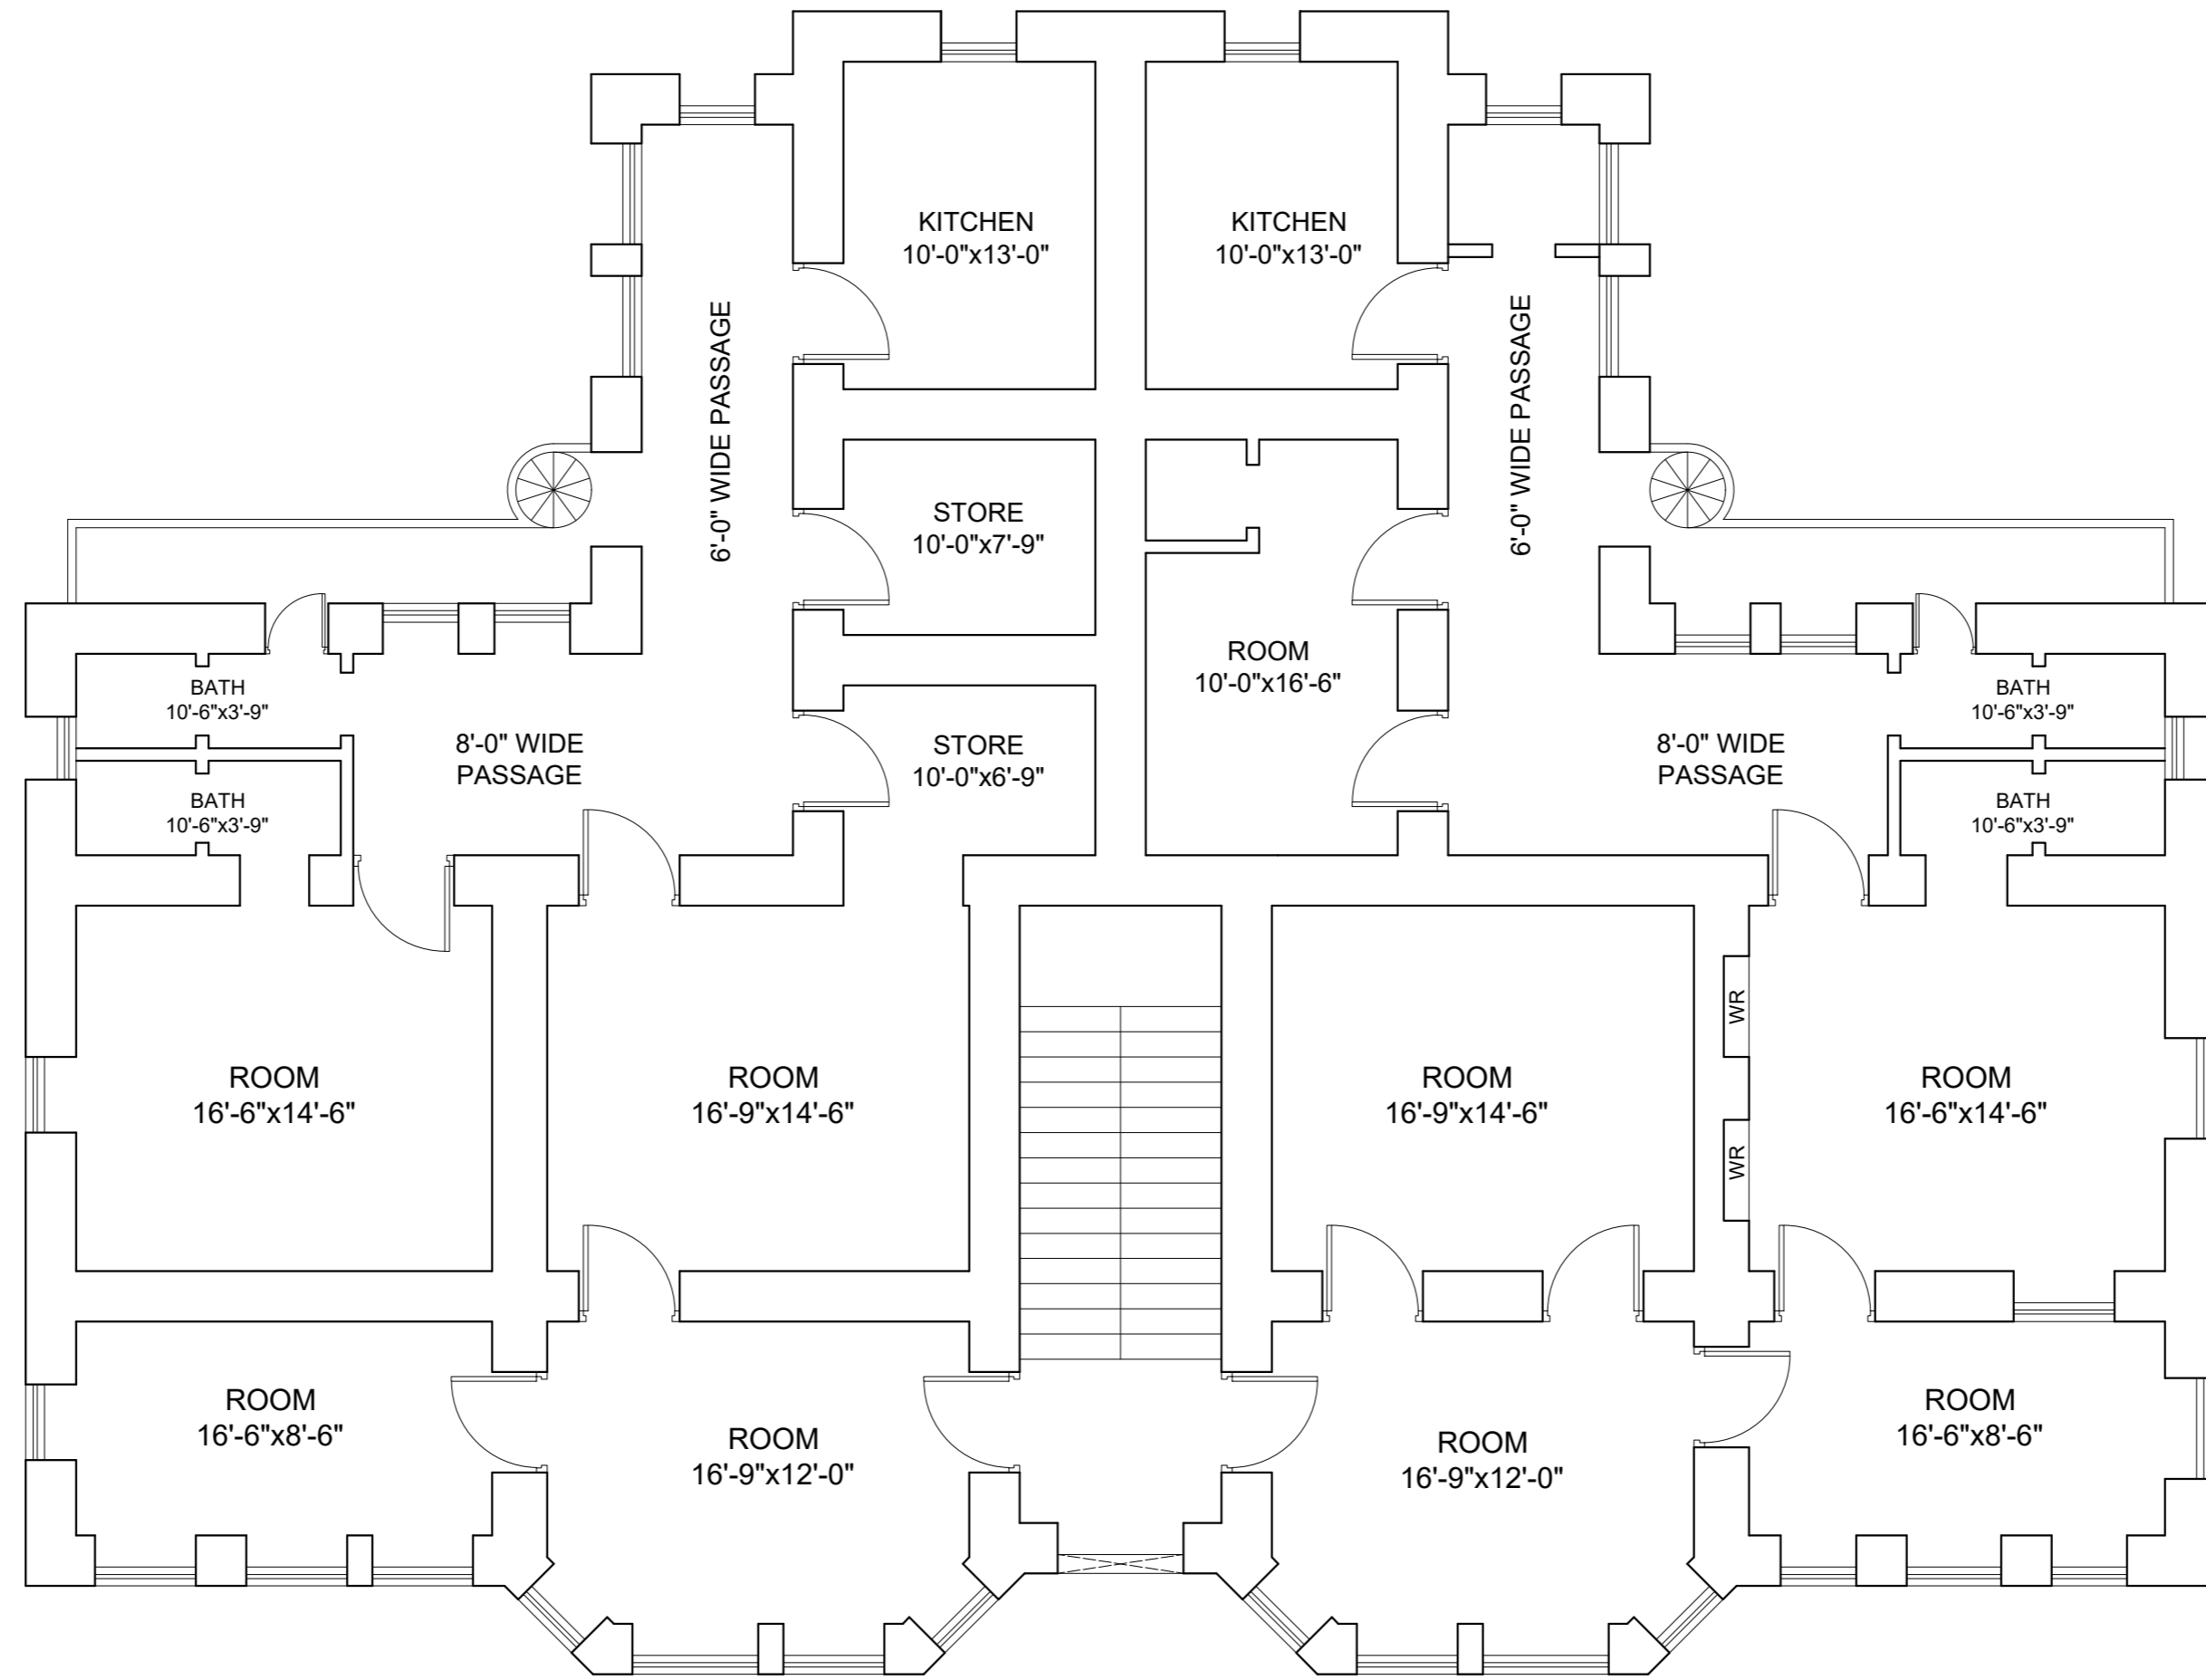 KITCHEN
10'-0"x13'-0"
KITCHEN
10'-0"x13'-0"
6'-0" WIDE PASSAGE
6'-0" WIDE PASSAGE
STORE
10'-0"x7'-9"
ROOM
10'-0"x16'-6"
BATH
10'-6"x3'-9"
8'-0" WIDE
PASSAGE
STORE
10'-0"x6'-9"
8'-0" WIDE
PASSAGE
BATH
10'-6"x3'-9"
BATH
10'-6"x3'-9"
BATH
10'-6"x3'-9"
ROOM
16'-6"x14'-6"
ROOM
16'-9"x14'-6"
ROOM
16'-9"x14'-6"
WR
WR
ROOM
16'-6"x14'-6"
ROOM
16'-6"x8'-6"
ROOM
16'-9"x12'-0"
ROOM
16'-9"x12'-0"
ROOM
16'-6"x8'-6"